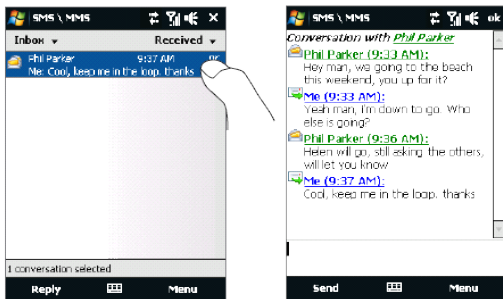 SMS \ MMS
Inbox Received
Phil Parker 9:37 AM
Me: Cool, keep me in the loop. thanks
1 conversation selected
Reply Menu
SMS \ MMS ok
Conversation with Phil Parker
Phil Parker (9:33 AM):
Hey man, we going to the beach
this weekend, you up for it?
Me (9:33 AM):
Yeah man, I'm down to go. Who
else is going?
Phil Parker (9:36 AM):
Helen will go, still asking the others,
will let you know
Me (9:37 AM):
Cool, keep me in the loop. thanks
Send Menu